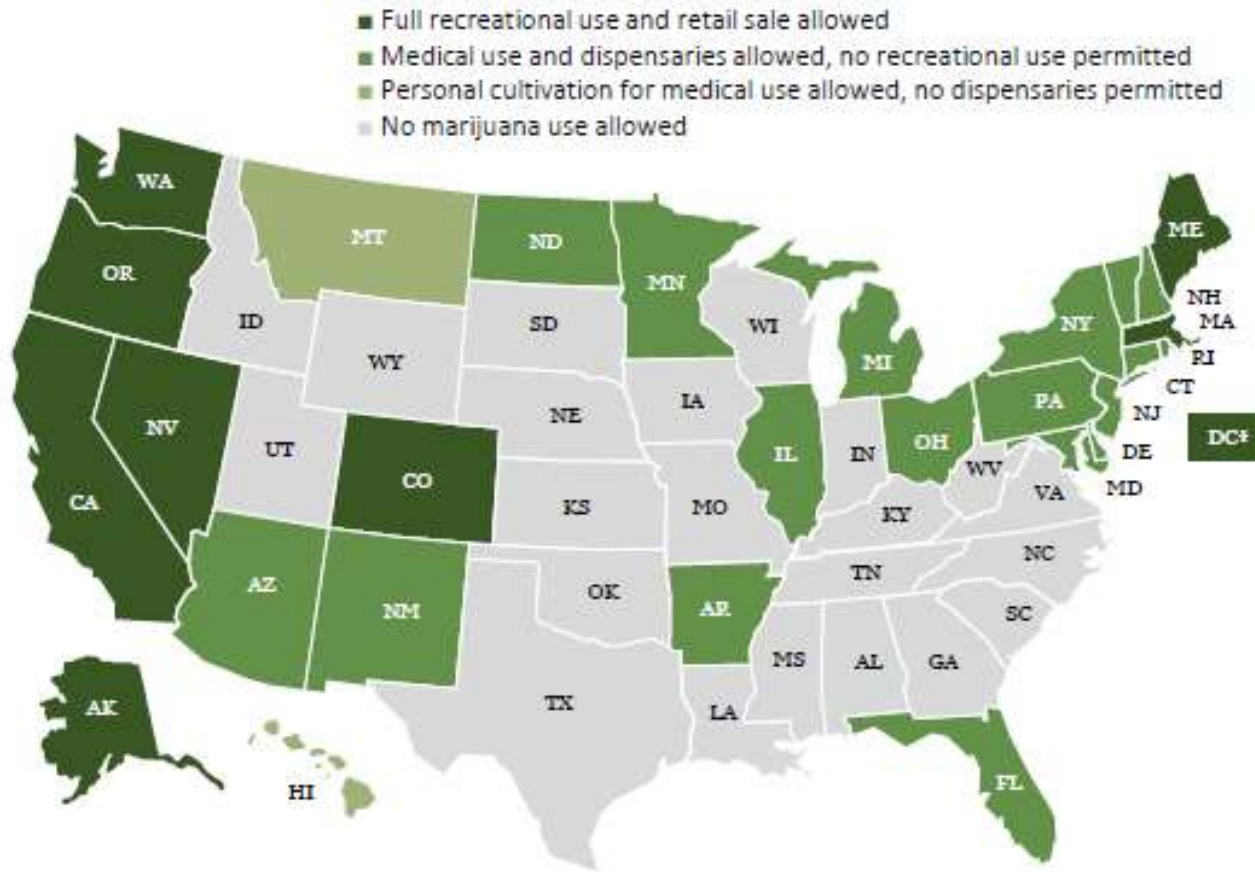 Full recreational use and retail sale allowed
Medical use and dispensaries allowed, no recreational use permitted
Personal cultivation for medical use allowed, no dispensaries permitted
No marijuana use allowed
WA
MT
ND
MN
ME
OR
ID
SD
WI
NY
NH
MA
WY
MI
RI
CT
NV
NE
IA
PA
NJ
UT
IL
IN
OH
DC‡
CA
CO
KS
MO
WV
DE
VA
MD
KY
AZ
NM
OK
AR
TN
NC
SC
MS
AL
GA
AK
TX
LA
HI
FL